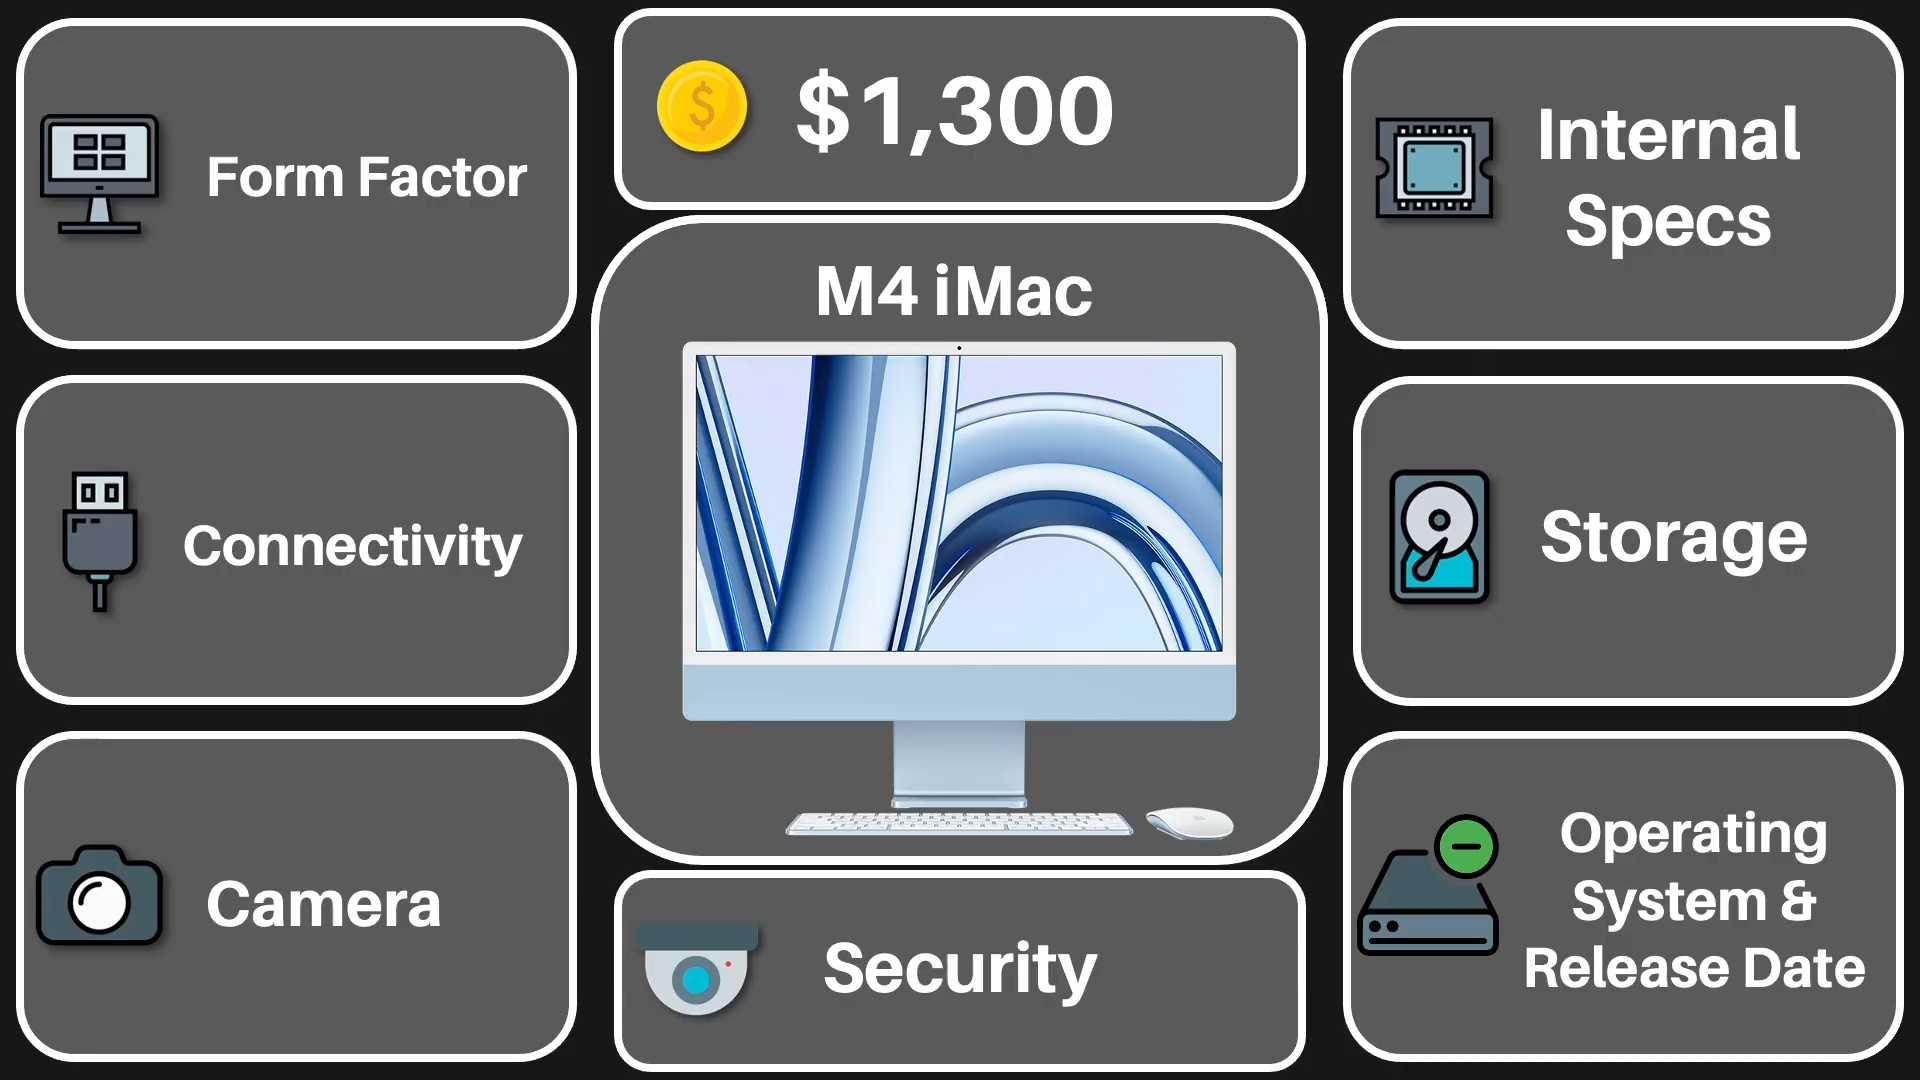 Form Factor
$1,300
Internal
Specs
M4 iMac
Connectivity
Storage
Camera
Security
Operating
System &
Release Date